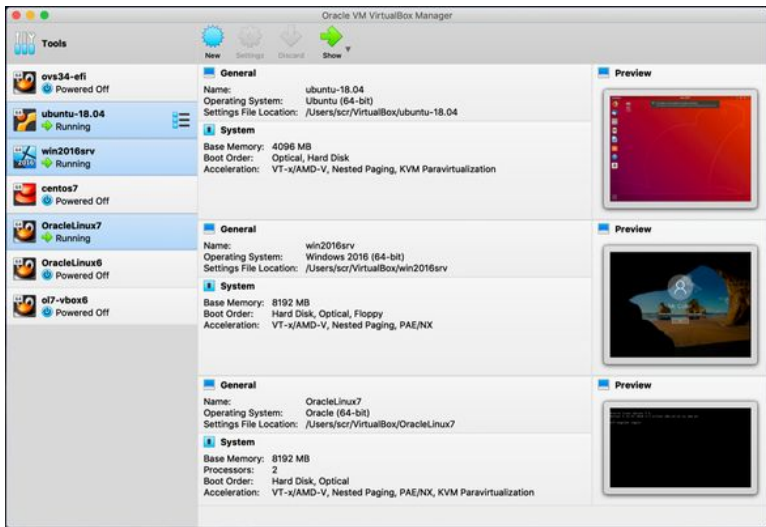 Oracle VM VirtualBox Manager
Tools
New
Settings
Discard
Show
ovs34-efi
Powered Off
ubuntu-18.04
Running
win2016srv
Running
centos7
Powered Off
OracleLinux7
Running
OracleLinux6
Powered Off
ol7-vbox6
Powered Off
General
Name: ubuntu-18.04
Operating System: Ubuntu (64-bit)
Settings File Location: /Users/scr/VirtualBox/ubuntu-18.04
System
Base Memory: 4096 MB
Boot Order: Optical, Hard Disk
Acceleration: VT-x/AMD-V, Nested Paging, KVM Paravirtualization
Preview
General
Name: win2016srv
Operating System: Windows 2016 (64-bit)
Settings File Location: /Users/scr/VirtualBox/win2016srv
System
Base Memory: 8192 MB
Boot Order: Hard Disk, Optical, Floppy
Acceleration: VT-x/AMD-V, Nested Paging, PAE/NX
Preview
General
Name: OracleLinux7
Operating System: Oracle (64-bit)
Settings File Location: /Users/scr/VirtualBox/OracleLinux7
System
Base Memory: 8192 MB
Processors: 2
Boot Order: Hard Disk, Optical
Acceleration: VT-x/AMD-V, Nested Paging, PAE/NX, KVM Paravirtualization
Preview